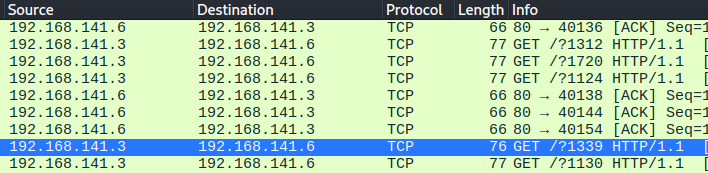 Source Destination Protocol Length Info
192.168.141.6 192.168.141.3 TCP 66 80 → 40136 [ACK] Seq=1
192.168.141.3 192.168.141.6 TCP 77 GET /?1312 HTTP/1.1 [
192.168.141.3 192.168.141.6 TCP 77 GET /?1720 HTTP/1.1 [
192.168.141.3 192.168.141.6 TCP 77 GET /?1124 HTTP/1.1 [
192.168.141.6 192.168.141.3 TCP 66 80 → 40138 [ACK] Seq=1
192.168.141.6 192.168.141.3 TCP 66 80 → 40144 [ACK] Seq=1
192.168.141.6 192.168.141.3 TCP 66 80 → 40154 [ACK] Seq=1
192.168.141.3 192.168.141.6 TCP 76 GET /?1339 HTTP/1.1 [
192.168.141.3 192.168.141.6 TCP 77 GET /?1130 HTTP/1.1 [